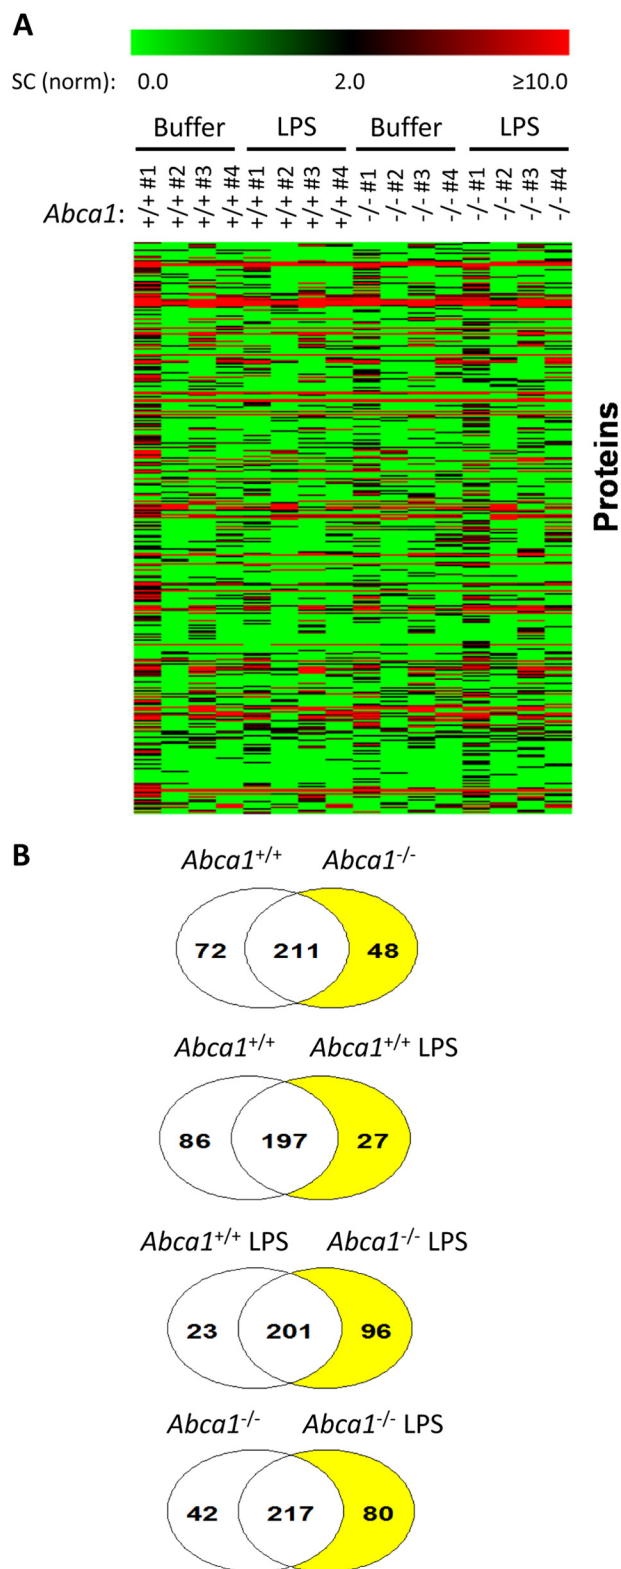 A
SC (norm): 0.0 2.0 ≥10.0
Buffer LPS Buffer LPS
Abca1: +/+ #1 +/+ #2 +/+ #3 +/+ #4 +/+ #1 +/+ #2 +/+ #3 +/+ #4 -/- #1 -/- #2 -/- #3 -/- #4 -/- #1 -/- #2 -/- #3 -/- #4
Proteins
B
Abca1+/+ Abca1-/-
72 211 48
Abca1+/+ Abca1+/+ LPS
86 197 27
Abca1+/+ LPS Abca1-/- LPS
23 201 96
Abca1-/- Abca1-/- LPS
42 217 80